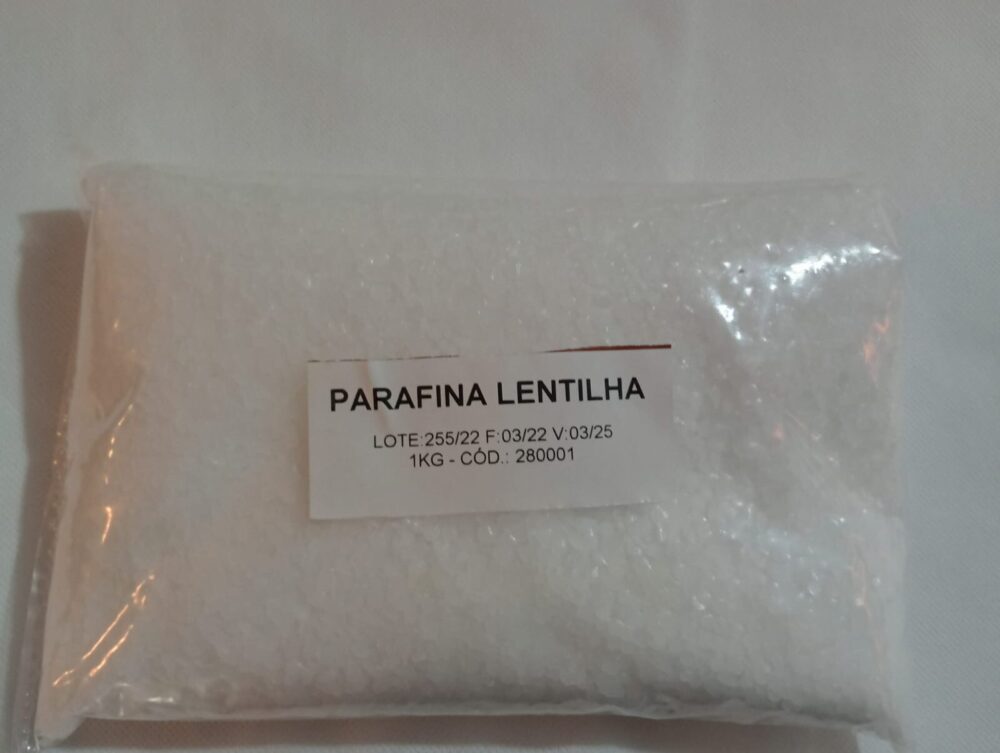 PARAFINA LENTILHA
LOTE:255/22 F:03/22 V:03/25
1KG - CÓD.: 280001